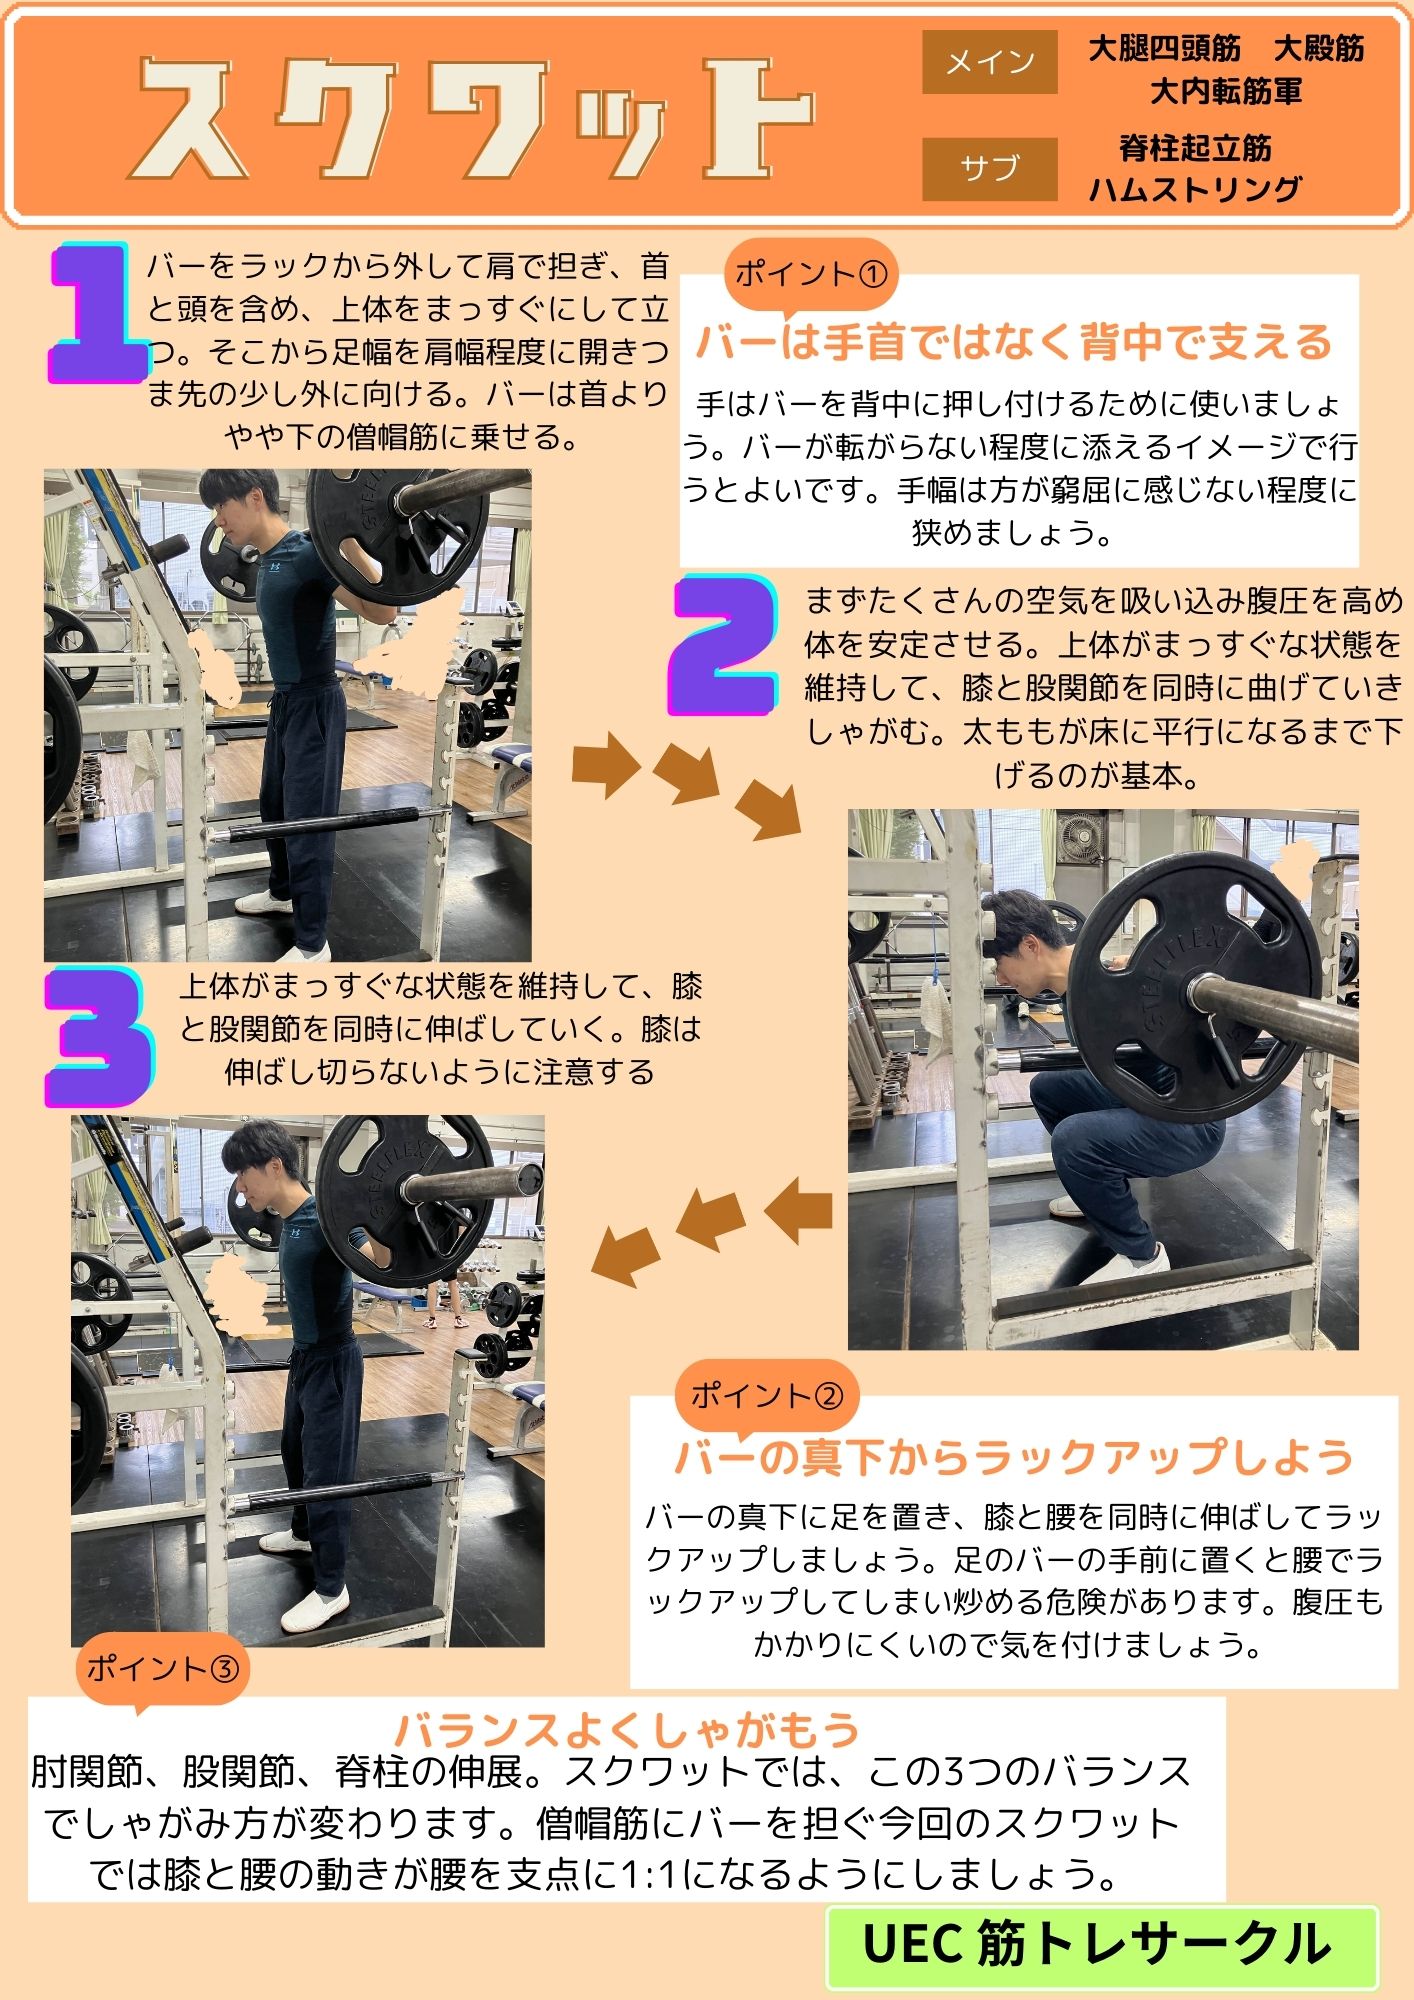 スクワット
メイン
大腿四頭筋　大殿筋
大内転筋軍
サブ
脊柱起立筋
ハムストリング
1
バーをラックから外して肩で担ぎ、首
と頭を含め、上体をまっすぐにして立
つ。そこから足幅を肩幅程度に開きつ
ま先の少し外に向ける。バーは首より
やや下の僧帽筋に乗せる。
ポイント①
バーは手首ではなく背中で支える
手はバーを背中に押し付けるために使いましょ
う。バーが転がらない程度に添えるイメージで行
うとよいです。手幅は方が窮屈に感じない程度に
狭めましょう。
STEELFLEX
2
まずたくさんの空気を吸い込み腹圧を高め
体を安定させる。上体がまっすぐな状態を
維持して、膝と股関節を同時に曲げていき
しゃがむ。太ももが床に平行になるまで下
げるのが基本。
STEELFLEX
3
上体がまっすぐな状態を維持して、膝
と股関節を同時に伸ばしていく。膝は
伸ばし切らないように注意する
STEELFLEX
ポイント②
バーの真下からラックアップしよう
バーの真下に足を置き、膝と腰を同時に伸ばしてラッ
クアップしましょう。足のバーの手前に置くと腰でラ
ックアップしてしまい炒める危険があります。腹圧も
かかりにくいので気を付けましょう。
ポイント③
バランスよくしゃがもう
肘関節、股関節、脊柱の伸展。スクワットでは、この3つのバランス
でしゃがみ方が変わります。僧帽筋にバーを担ぐ今回のスクワット
では膝と腰の動きが腰を支点に1:1になるようにしましょう。
UEC 筋トレサークル